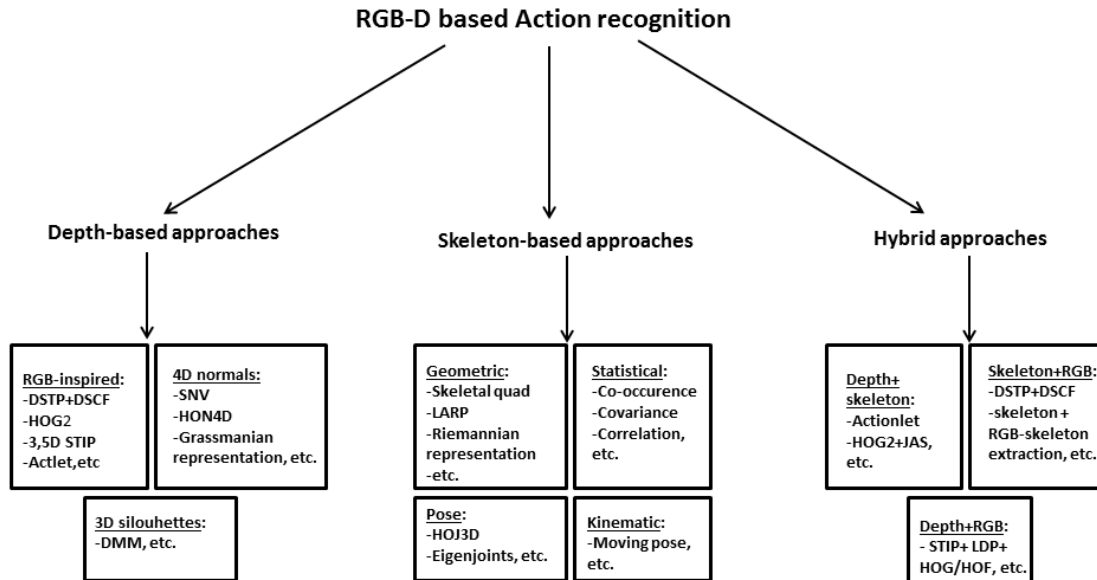 RGB-D based Action recognition
Depth-based approaches
Skeleton-based approaches
Hybrid approaches
RGB-inspired:
-DSTP+DSCF
-HOG2
-3,5D STIP
-Actlet,etc
4D normals:
-SNV
-HON4D
-Grassmanian
representation, etc.
3D silouhettes:
-DMM, etc.
Geometric:
-Skeletal quad
-LARP
-Riemannian
representation
-etc.
Statistical:
-Co-occurence
-Covariance
-Correlation,
etc.
Pose:
-HOJ3D
-Eigenjoints, etc.
Kinematic:
-Moving pose,
etc.
Depth+
skeleton:
-Actionlet
-HOG2+JAS,
etc.
Skeleton+RGB:
-DSTP+DSCF
-skeleton +
RGB-skeleton
extraction, etc.
Depth+RGB:
- STIP+ LDP+
HOG/HOF, etc.